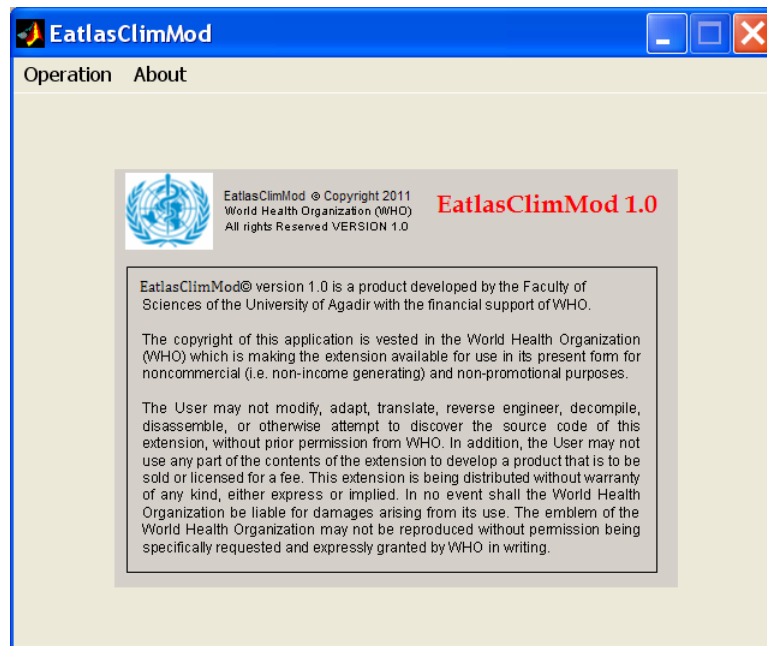 EatlasClimMod
Operation About
EatlasClimMod © Copyright 2011
World Health Organization (WHO)
All rights Reserved VERSION 1.0
EatlasClimMod 1.0
EatlasClimMod© version 1.0 is a product developed by the Faculty of
Sciences of the University of Agadir with the financial support of WHO.
The copyright of this application is vested in the World Health Organization
(WHO) which is making the extension available for use in its present form for
noncommercial (i.e. non-income generating) and non-promotional purposes.
The User may not modify, adapt, translate, reverse engineer, decompile,
disassemble, or otherwise attempt to discover the source code of this
extension, without prior permission from WHO. In addition, the User may not
use any part of the contents of the extension to develop a product that is to be
sold or licensed for a fee. This extension is being distributed without warranty
of any kind, either express or implied. In no event shall the World Health
Organization be liable for damages arising from its use. The emblem of the
World Health Organization may not be reproduced without permission being
specifically requested and expressly granted by WHO in writing.